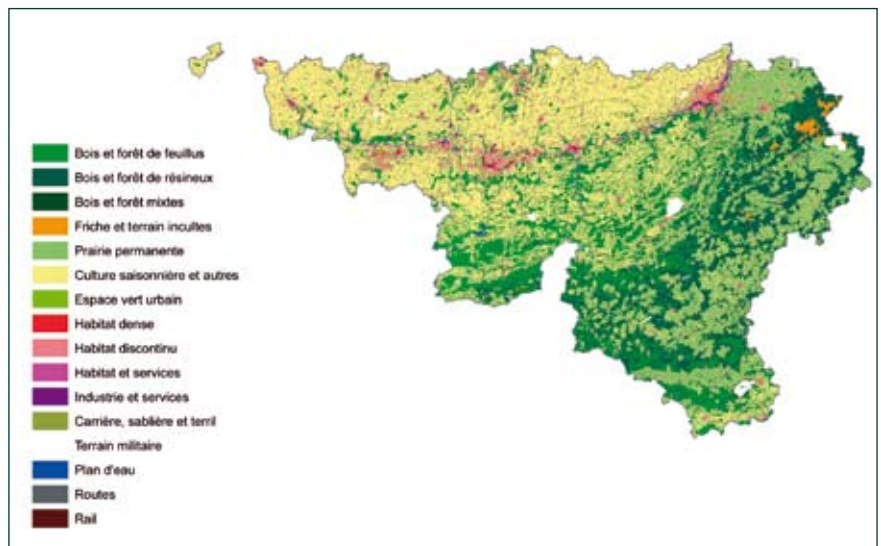 Bois et forêt de feuillus
Bois et forêt de résineux
Bois et forêt mixtes
Friche et terrain incultes
Prairie permanente
Culture saisonnière et autres
Espace vert urbain
Habitat dense
Habitat discontinu
Habitat et services
Industrie et services
Carrière, sablière et terril
Terrain militaire
Plan d'eau
Routes
Rail